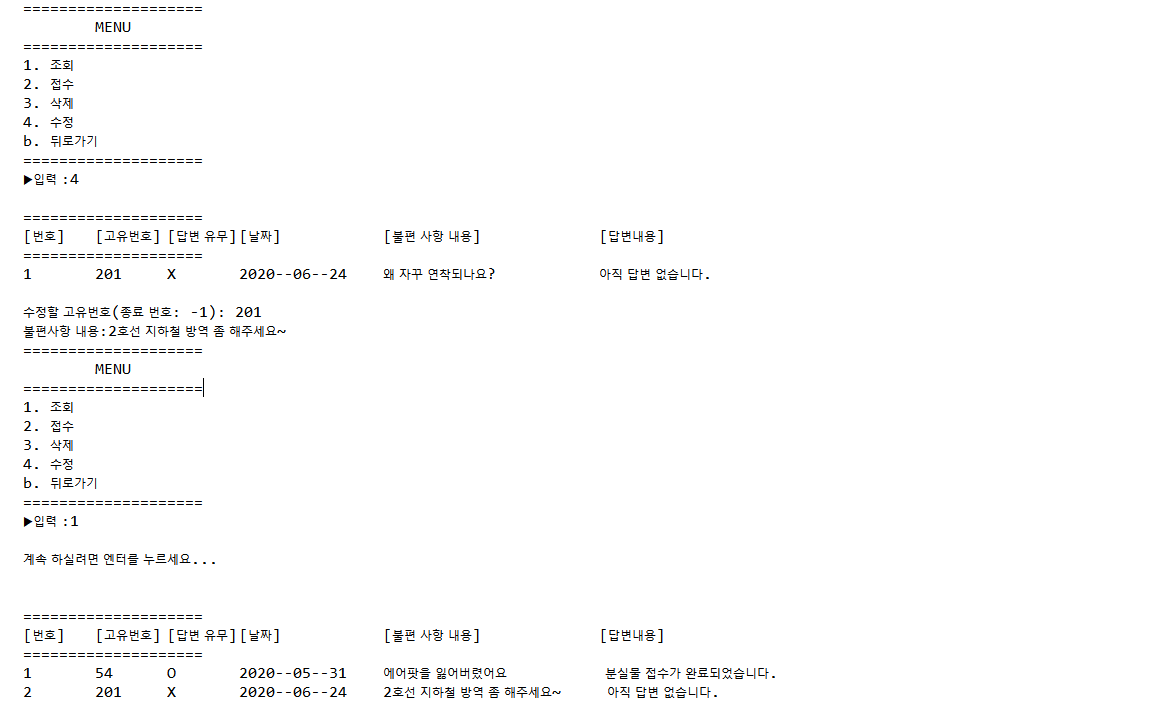 ====================
MENU
====================
1. 조회
2. 접수
3. 삭제
4. 수정
b. 뒤로가기
====================
▶입력 :4
====================
[번호] [고유번호] [답변 유무] [날짜] [불편 사항 내용] [답변내용]
====================
1 201 X 2020--06--24 왜 자꾸 연착되나요? 아직 답변 없습니다.
수정할 고유번호(종료 번호: -1): 201
불편사항 내용:2호선 지하철 방역 좀 해주세요~
====================
MENU
====================
1. 조회
2. 접수
3. 삭제
4. 수정
b. 뒤로가기
====================
▶입력 :1
계속 하실려면 엔터를 누르세요...
====================
[번호] [고유번호] [답변 유무] [날짜] [불편 사항 내용] [답변내용]
====================
1 54 O 2020--05--31 에어팟을 잃어버렸어요 분실물 접수가 완료되었습니다.
2 201 X 2020--06--24 2호선 지하철 방역 좀 해주세요~ 아직 답변 없습니다.